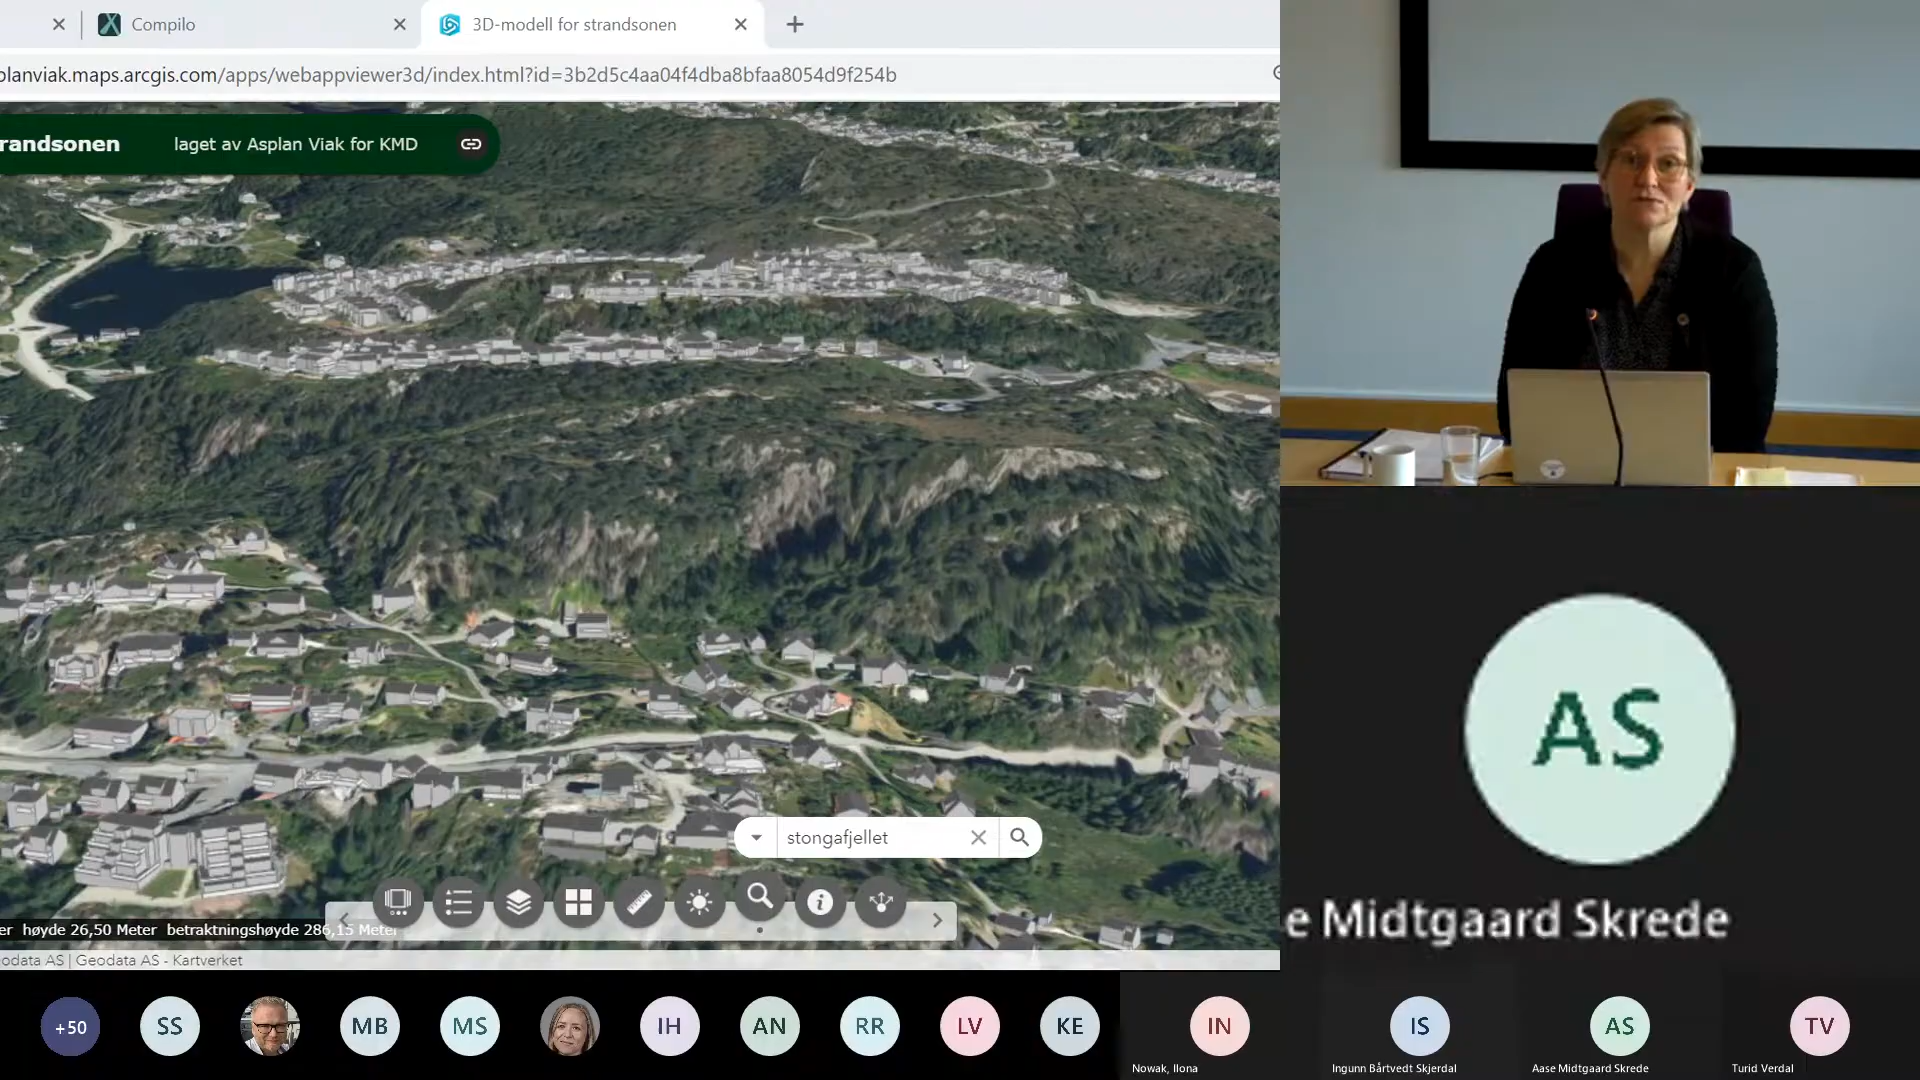 Compilo
3D-modell for strandsonen
planviak.maps.arcgis.com/apps/webappviewer3d/index.html?id=3b2d5c4aa04f4dba8bfaa8054d9f254b
randsonen laget av Asplan Viak for KMD
stongafjellet
er høyde 26,50 Meter betraktningshøyde 286,15 Meter
odata AS | Geodata AS - Kartverket
AS
e Midtgaard Skrede
+50 SS MB MS IH AN RR LV KE IN IS AS TV
Nowak, Ilona Ingunn Bårtvedt Skjerdal Aase Midtgaard Skrede Turid Verdal